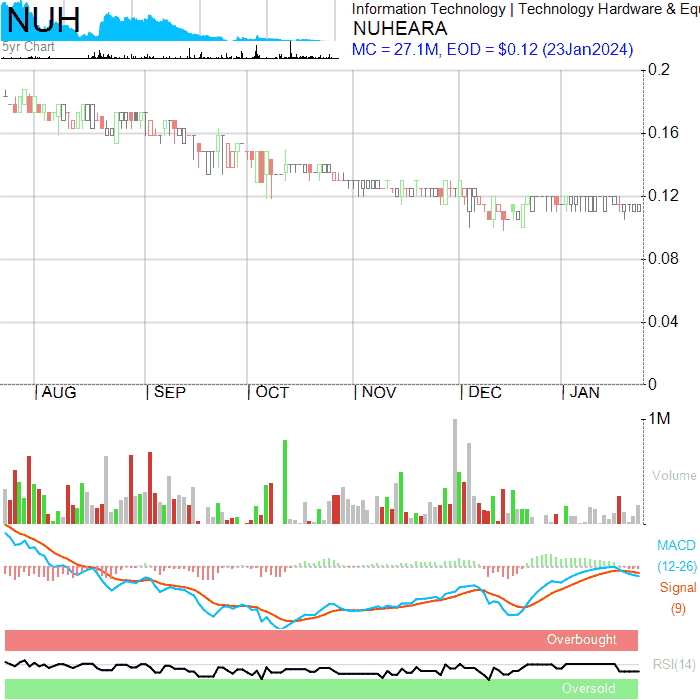 NUH
5yr Chart
Information Technology | Technology Hardware & Equ
NUHEARA
MC = 27.1M, EOD = $0.12 (23Jan2024)
0.2
0.16
0.12
0.08
0.04
0
AUG SEP OCT NOV DEC JAN
1M
Volume
MACD
(12-26)
Signal
(9)
Overbought
RSI(14)
Oversold